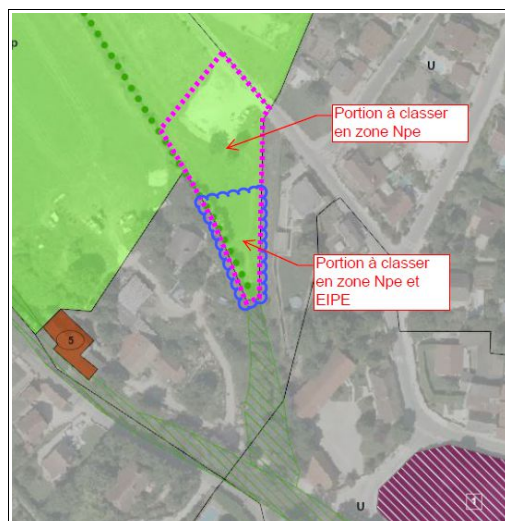 p
U
Portion à classer
en zone Npe
Portion à classer
en zone Npe et
EIPE
5
U
1